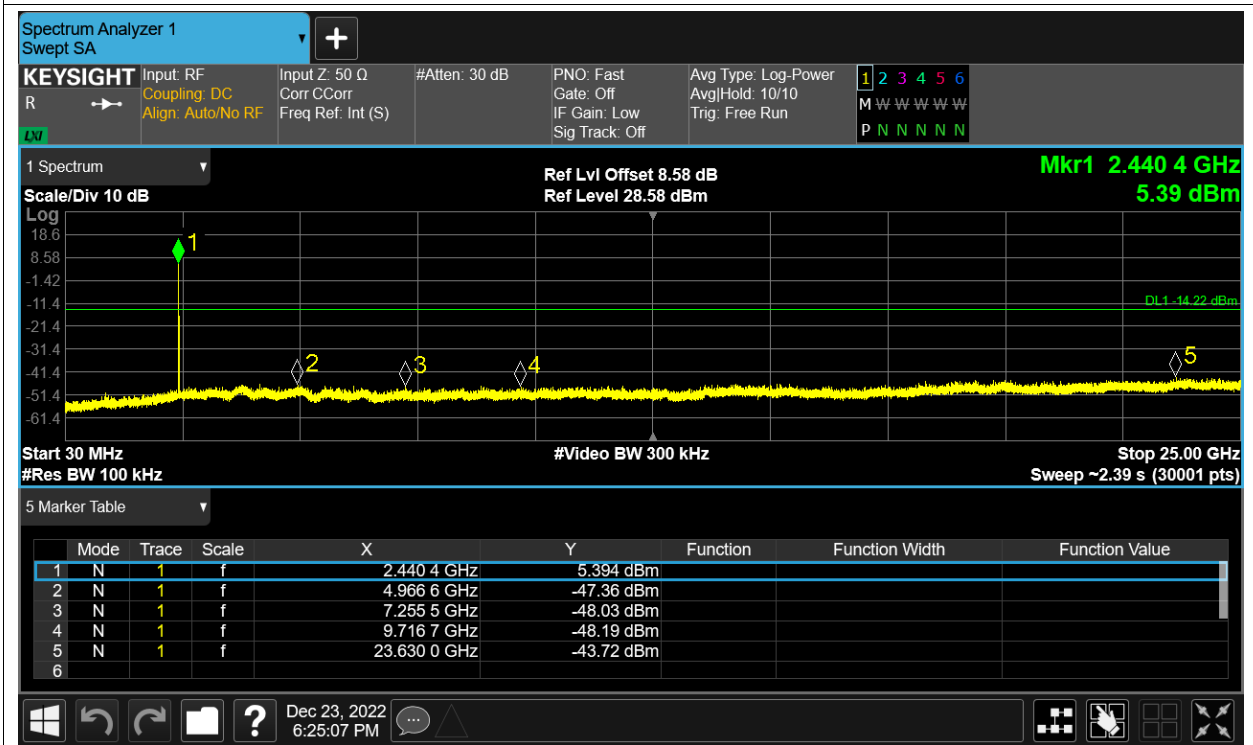 Spectrum Analyzer 1
Swept SA
KEYSIGHT Input: RF Input Z: 50 Ω #Atten: 30 dB PNO: Fast Avg Type: Log-Power 1 2 3 4 5 6
R Coupling: DC Corr CCorr Gate: Off Avg|Hold: 10/10 M W W W W W W
Align: Auto/No RF Freq Ref: Int (S) IF Gain: Low Trig: Free Run
LXI Sig Track: Off P N N N N N
1 Spectrum
Ref Lvl Offset 8.58 dB Mkr1 2.440 4 GHz
Scale/Div 10 dB Ref Level 28.58 dBm 5.39 dBm
Log
18.6
1
8.58
-1.42
-11.4
DL1 -14.22 dBm
-21.4
-31.4
2 3 4 5
-41.4
-51.4
-61.4
Start 30 MHz #Video BW 300 kHz Stop 25.00 GHz
#Res BW 100 kHz Sweep ~2.39 s (30001 pts)
5 Marker Table
Mode Trace Scale X Y Function Function Width Function Value
1 N 1 f 2.440 4 GHz 5.394 dBm
2 N 1 f 4.966 6 GHz -47.36 dBm
3 N 1 f 7.255 5 GHz -48.03 dBm
4 N 1 f 9.716 7 GHz -48.19 dBm
5 N 1 f 23.630 0 GHz -43.72 dBm
6
? Dec 23, 2022
6:25:07 PM